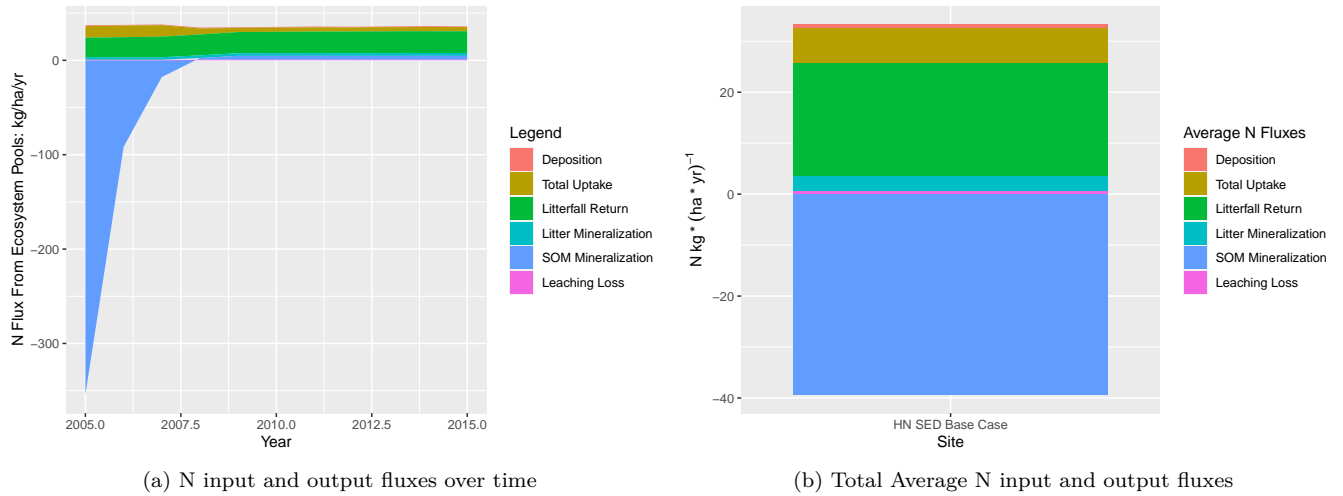 N Flux From Ecosystem Pools: kg/ha/yr
0
−100
−200
−300
2005.0 2007.5 2010.0 2012.5 2015.0
Year
Legend
Deposition
Total Uptake
Litterfall Return
Litter Mineralization
SOM Mineralization
Leaching Loss
(a) N input and output fluxes over time
N kg * (ha * yr)⁻¹
20
0
−20
−40
HN SED Base Case
Site
Average N Fluxes
Deposition
Total Uptake
Litterfall Return
Litter Mineralization
SOM Mineralization
Leaching Loss
(b) Total Average N input and output fluxes